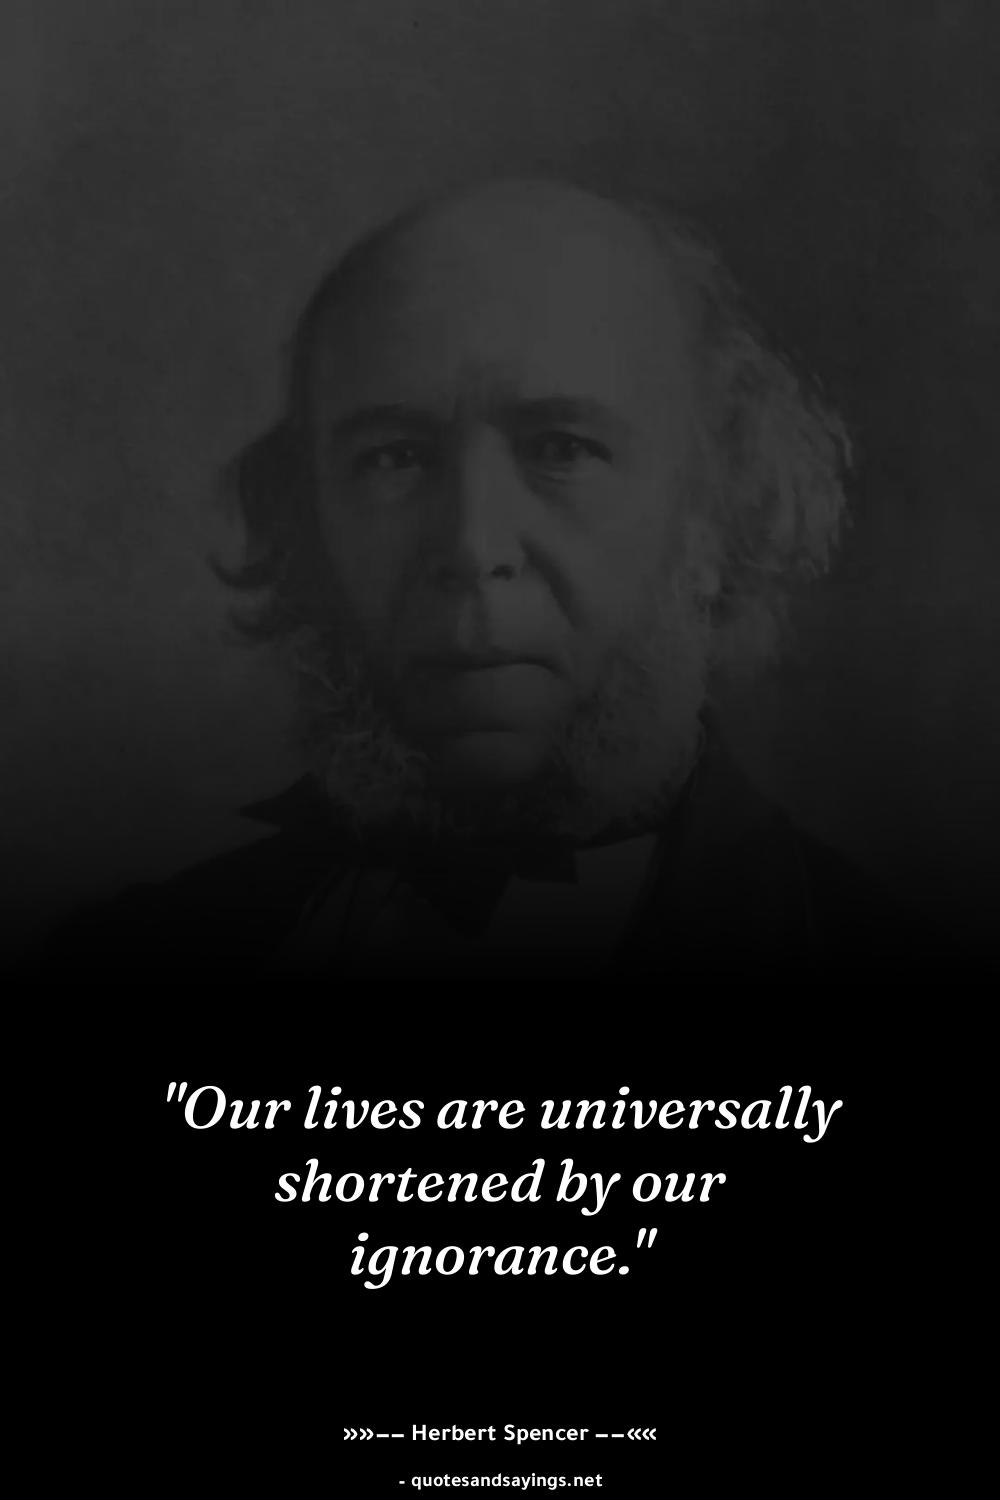 "Our lives are universally
shortened by our
ignorance."
»»−− Herbert Spencer −−««
- quotesandsayings.net